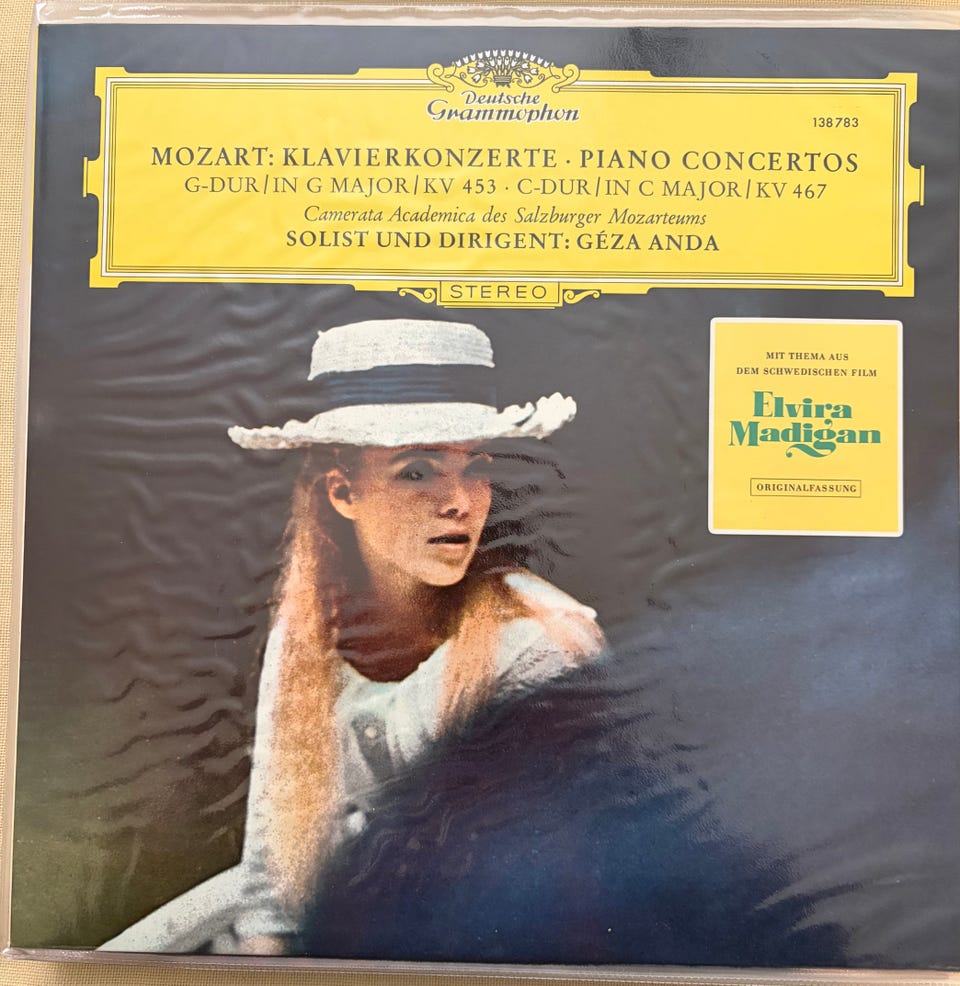 Deutsche
Grammophon
138783
MOZART: KLAVIERKONZERTE · PIANO CONCERTOS
G-DUR/IN G MAJOR/KV 453 · C-DUR/IN C MAJOR/KV 467
Camerata Academica des Salzburger Mozarteums
SOLIST UND DIRIGENT: GÉZA ANDA
STEREO
MIT THEMA AUS
DEM SCHWEDISCHEN FILM
Elvira
Madigan
ORIGINALFASSUNG